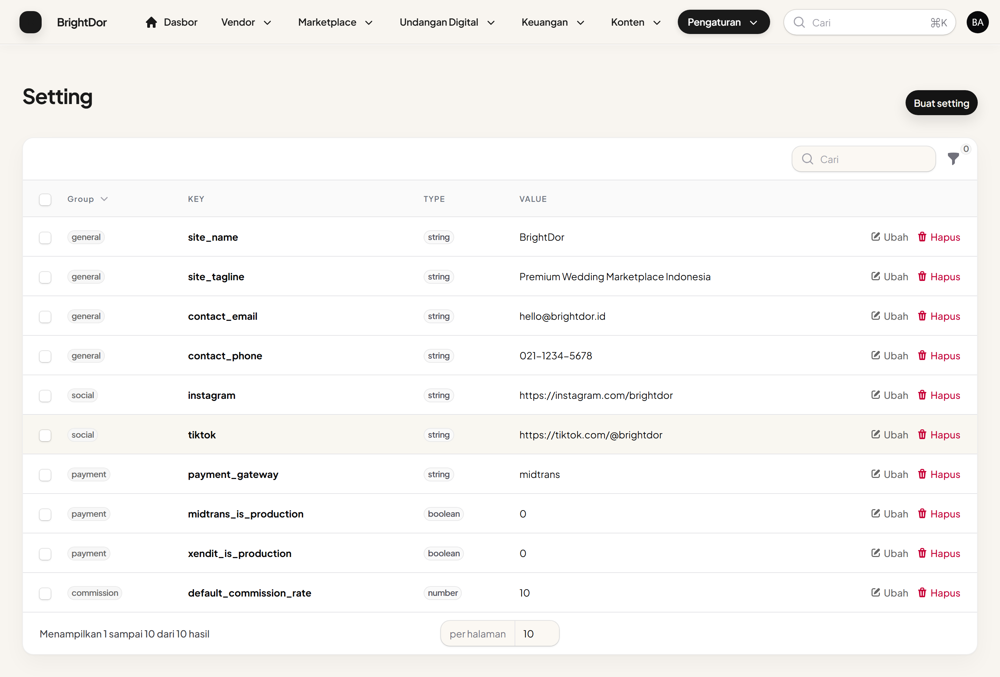 BrightDor Dasbor Vendor Marketplace Undangan Digital Keuangan Konten Pengaturan Cari ⌘K BA
Setting
Buat setting
Cari 0
Group KEY TYPE VALUE
general site_name string BrightDor Ubah Hapus
general site_tagline string Premium Wedding Marketplace Indonesia Ubah Hapus
general contact_email string hello@brightdor.id Ubah Hapus
general contact_phone string 021-1234-5678 Ubah Hapus
social instagram string https://instagram.com/brightdor Ubah Hapus
social tiktok string https://tiktok.com/@brightdor Ubah Hapus
payment payment_gateway string midtrans Ubah Hapus
payment midtrans_is_production boolean 0 Ubah Hapus
payment xendit_is_production boolean 0 Ubah Hapus
commission default_commission_rate number 10 Ubah Hapus
Menampilkan 1 sampai 10 dari 10 hasil per halaman 10